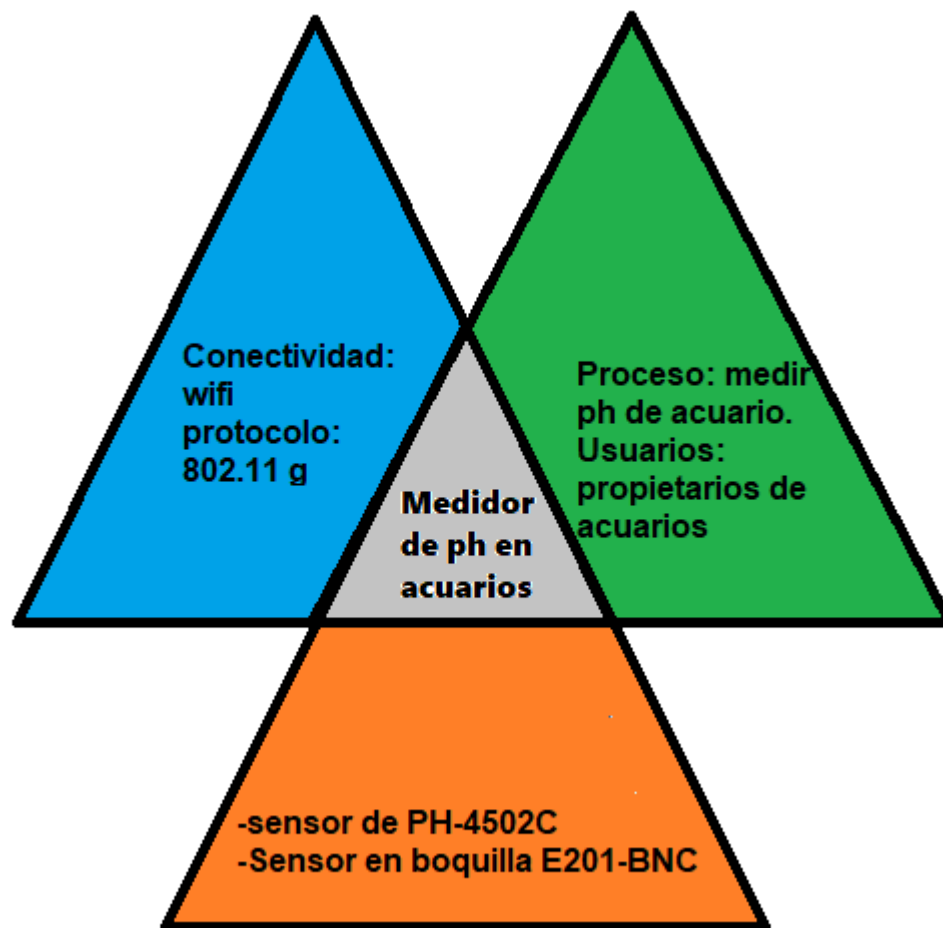 Conectividad:
wifi
protocolo:
802.11 g
Proceso: medir
ph de acuario.
Usuarios:
propietarios de
acuarios
Medidor
de ph en
acuarios
-sensor de PH-4502C
-Sensor en boquilla E201-BNC